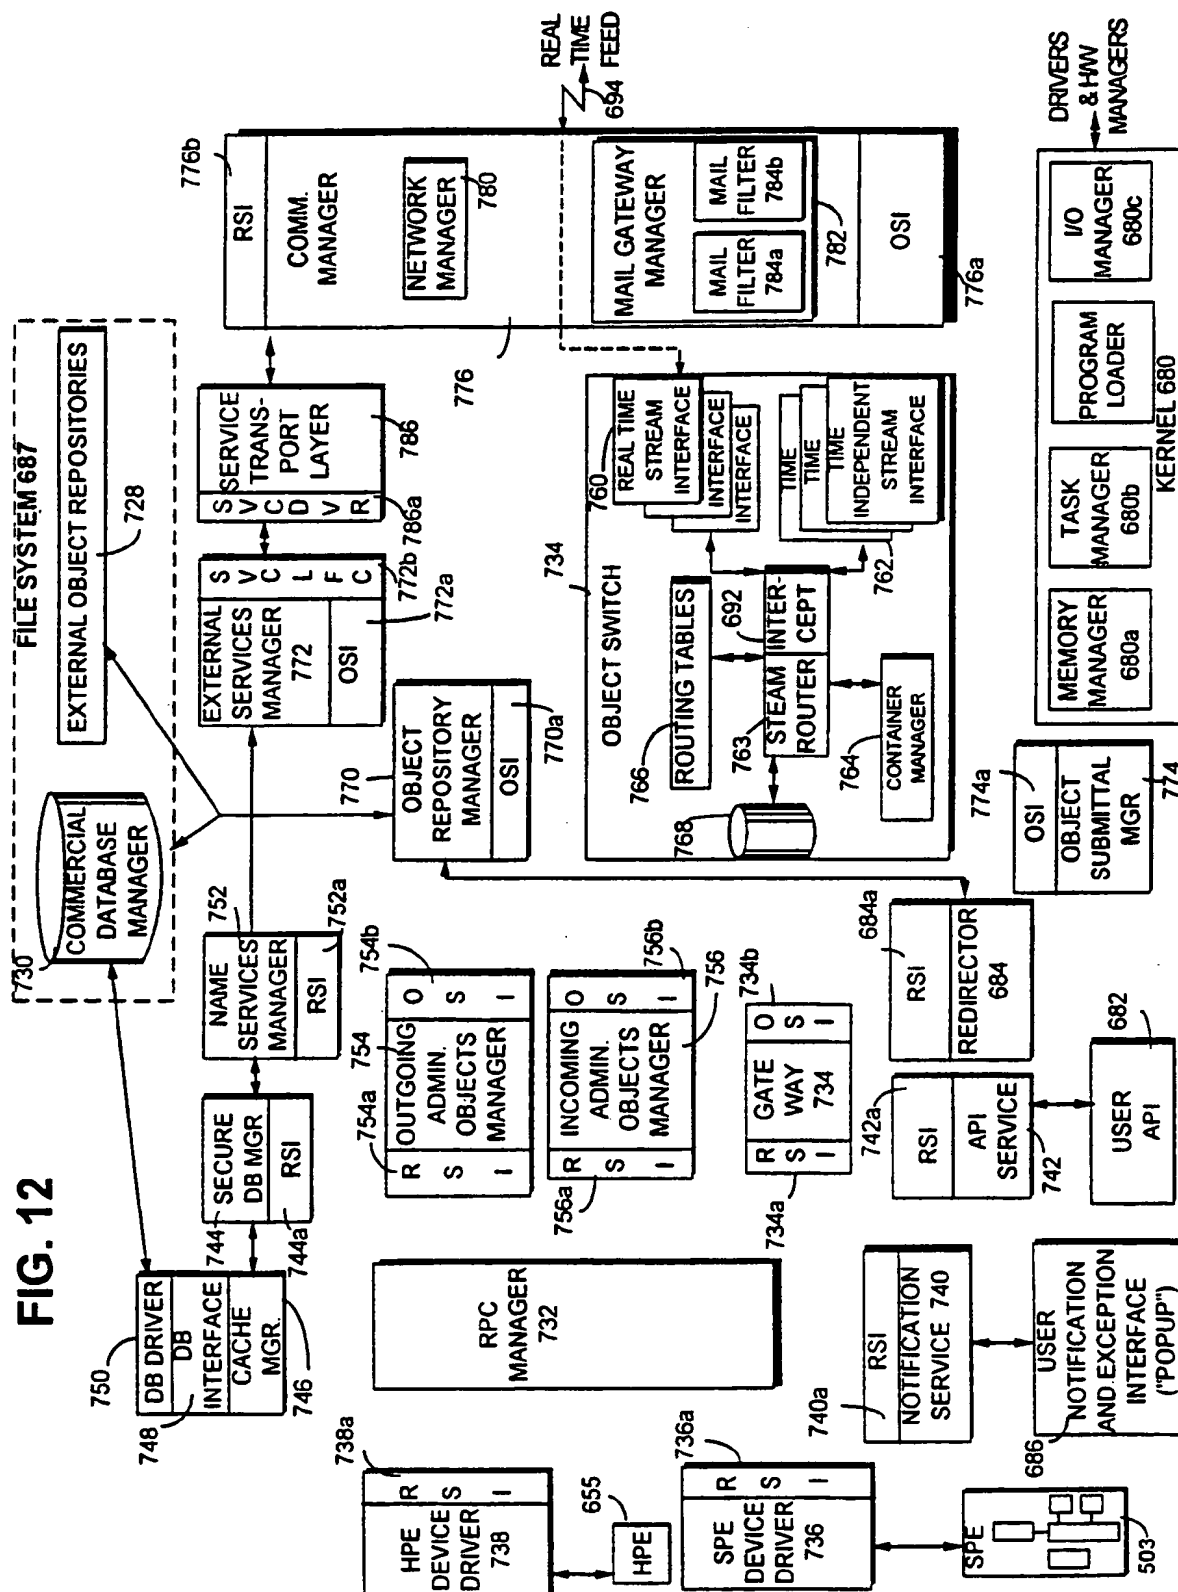 FIG. 12
FILE SYSTEM 687
EXTERNAL OBJECT REPOSITORIES
728
730
COMMERCIAL
DATABASE
MANAGER
750
DB DRIVER
DB
INTERFACE
748
CACHE
MGR.
746
744
SECURE
DB MGR
RSI
744a
752
NAME
SERVICES
MANAGER
RSI
752a
EXTERNAL
SERVICES
MANAGER
772
OSI
772a
S
V
C
I
F
C
772b
S
V
C
D
V
R
786a
SERVICE
TRANS-
PORT
LAYER
786
776b
RSI
COMM.
MANAGER
NETWORK
MANAGER
780
776
MAIL GATEWAY
MANAGER
MAIL
FILTER
784a
MAIL
FILTER
784b
782
OSI
776a
REAL
TIME
FEED
694
770
OBJECT
REPOSITORY
MANAGER
OSI
770a
754
754a
754b
R
S
I
OUTGOING
ADMIN.
OBJECTS
MANAGER
O
S
I
756
756a
756b
R
S
I
INCOMING
ADMIN.
OBJECTS
MANAGER
O
S
I
RPC
MANAGER
732
738a
HPE
DEVICE
DRIVER
738
R
S
I
655
HPE
736a
SPE
DEVICE
DRIVER
736
R
S
I
SPE
503
734
OBJECT SWITCH
760
REAL TIME
STREAM
INTERFACE
INTERFACE
INTERFACE
TIME
TIME
TIME
INDEPENDENT
STREAM
INTERFACE
762
766
ROUTING TABLES
692
INTER-
CEPT
763
STEAM
ROUTER
764
CONTAINER
MANAGER
768
734a
734b
R
S
I
GATE
WAY
734
O
S
I
740a
RSI
NOTIFICATION
SERVICE 740
686
USER
NOTIFICATION
AND EXCEPTION
INTERFACE
("POPUP")
742a
RSI
API
SERVICE
742
682
USER
API
684a
RSI
REDIRECTOR
684
774a
OSI
OBJECT
SUBMITTAL
MGR
774
MEMORY
MANAGER
680a
TASK
MANAGER
680b
PROGRAM
LOADER
I/O
MANAGER
680c
KERNEL 680
DRIVERS
& H/W
MANAGERS